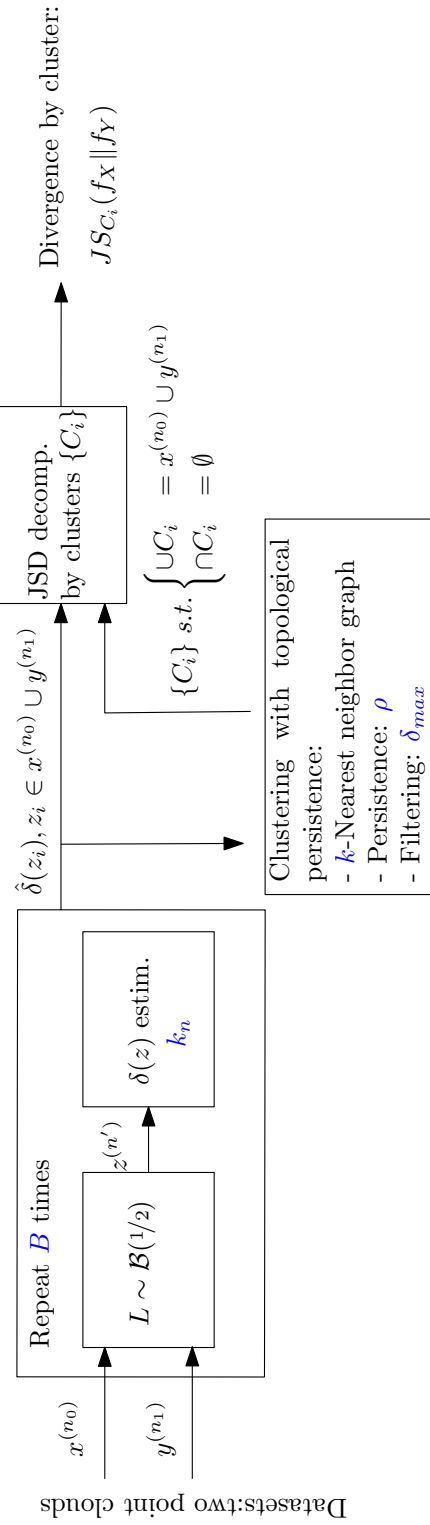 Datasets:two point clouds
x^{(n_0)}
y^{(n_1)}
Repeat B times
L ∼ 𝓑(1/2)
z^{(n')}
δ(z) estim.
k_n
δ̂(z_i), z_i ∈ x^{(n_0)} ∪ y^{(n_1)}
Clustering with topological
persistence:
- k-Nearest neighbor graph
- Persistence: ρ
- Filtering: δ_{max}
{C_i} s.t. { ∪C_i = x^{(n_0)} ∪ y^{(n_1)}
∩C_i = ∅
JSD decomp.
by clusters {C_i}
Divergence by cluster:
JS_{C_i}(f_X‖f_Y)